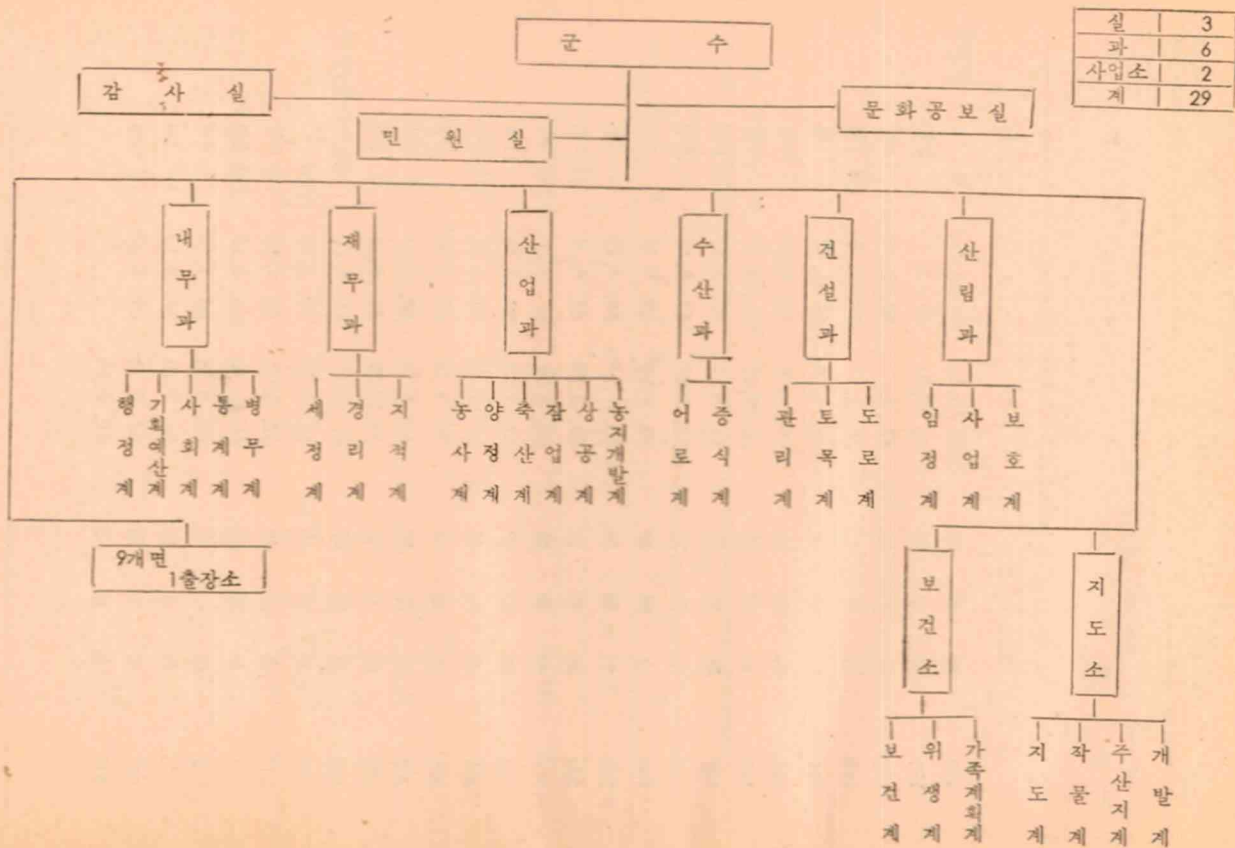 군 수
실 3
과 6
사업소 2
계 29
감 사 실
문화공보실
민 원 실
내무과
재무과
산업과
수산과
건설과
산림과
행정계
기획예산계
사회계
통계계
병무계
세정계
경리계
지적계
농사계
양정계
축산계
잠업계
상공계
농지개발계
어로계
증식계
관리계
토목계
도로계
임정계
사업계
보호계
9개면
1출장소
보건소
지도소
보건계
위생계
가족계획계
지도계
작물계
주산지계
개발계